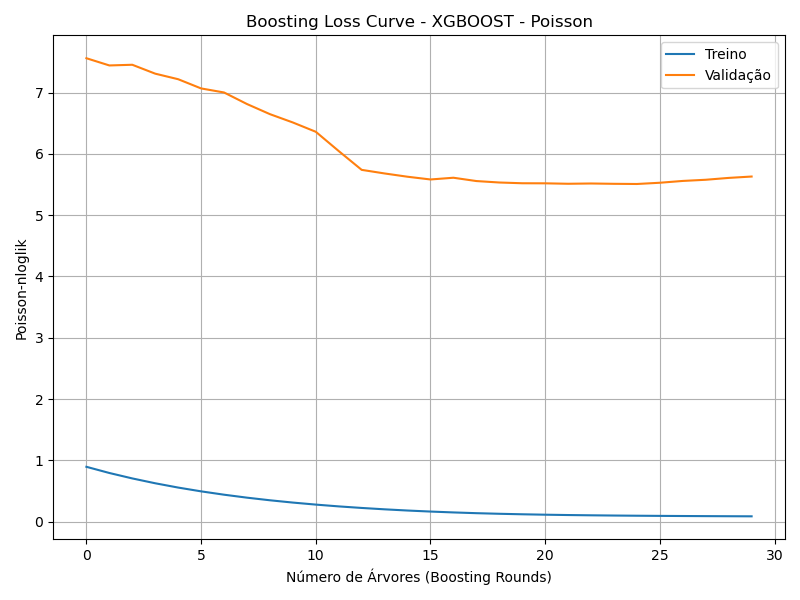 Boosting Loss Curve - XGBOOST - Poisson
Treino
Validação
Poisson-nloglik
7
6
5
4
3
2
1
0
0 5 10 15 20 25 30
Número de Árvores (Boosting Rounds)